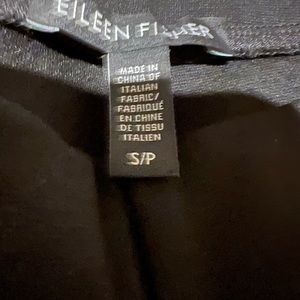 EILEEN FISHER
MADE IN
CHINA OF
ITALIAN
FABRIC/
FABRIQUÉ
EN CHINE
DE TISSU
ITALIEN
S/P